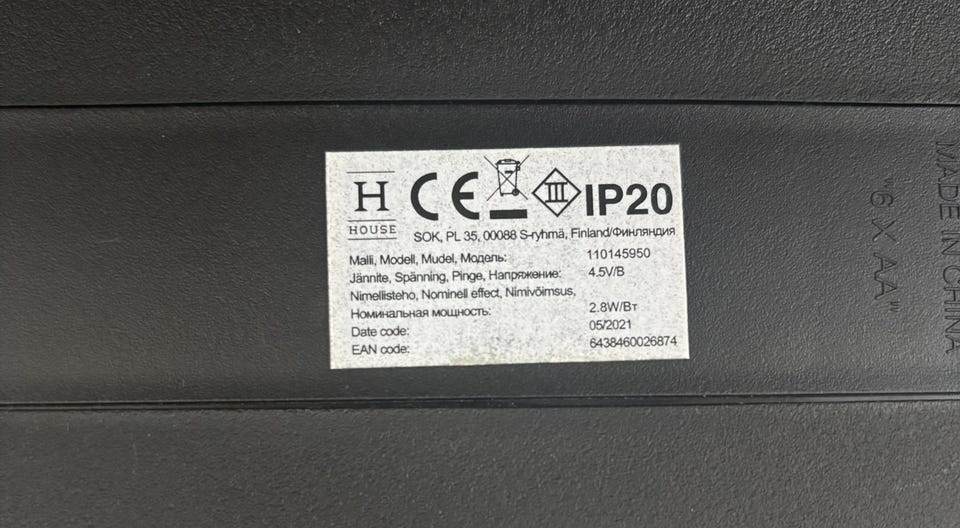 H
HOUSE
CE
III
IP20
SOK, PL 35, 00088 S-ryhmä, Finland/Финляндия
Malli, Modell, Mudel, Модель: 110145950
Jännite, Spänning, Pinge, Напряжение: 4.5V/В
Nimellisteho, Nominell effect, Nimivõimsus,
Номинальная мощность: 2.8W/Вт
Date code: 05/2021
EAN code: 6438460026874
"6 X AA"
MADE IN CHINA